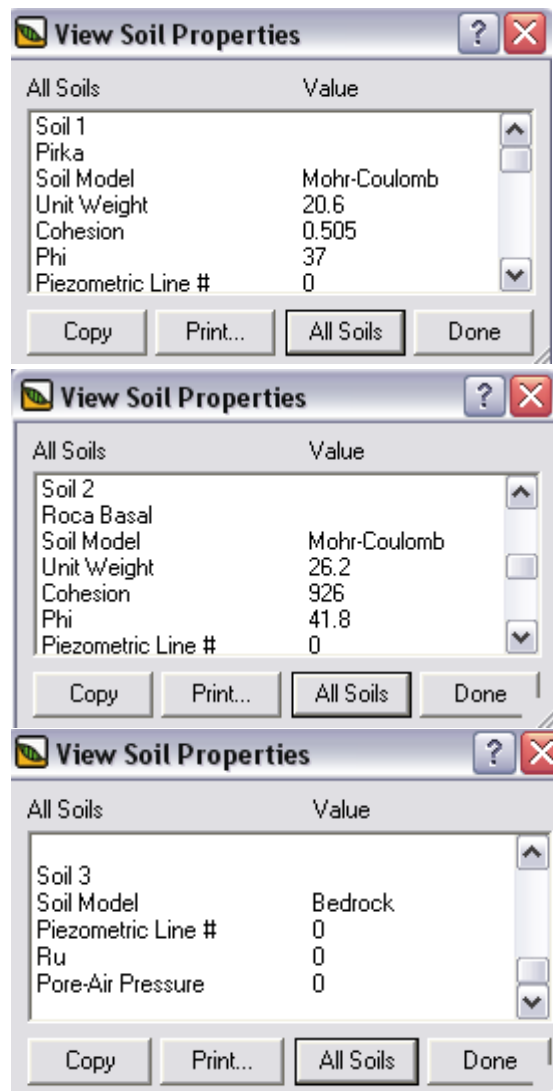 View Soil Properties
All Soils Value
Soil 1
Pirka
Soil Model Mohr-Coulomb
Unit Weight 20.6
Cohesion 0.505
Phi 37
Piezometric Line # 0
Copy Print... All Soils Done
View Soil Properties
All Soils Value
Soil 2
Roca Basal
Soil Model Mohr-Coulomb
Unit Weight 26.2
Cohesion 926
Phi 41.8
Piezometric Line # 0
Copy Print... All Soils Done
View Soil Properties
All Soils Value
Soil 3
Soil Model Bedrock
Piezometric Line # 0
Ru 0
Pore-Air Pressure 0
Copy Print... All Soils Done